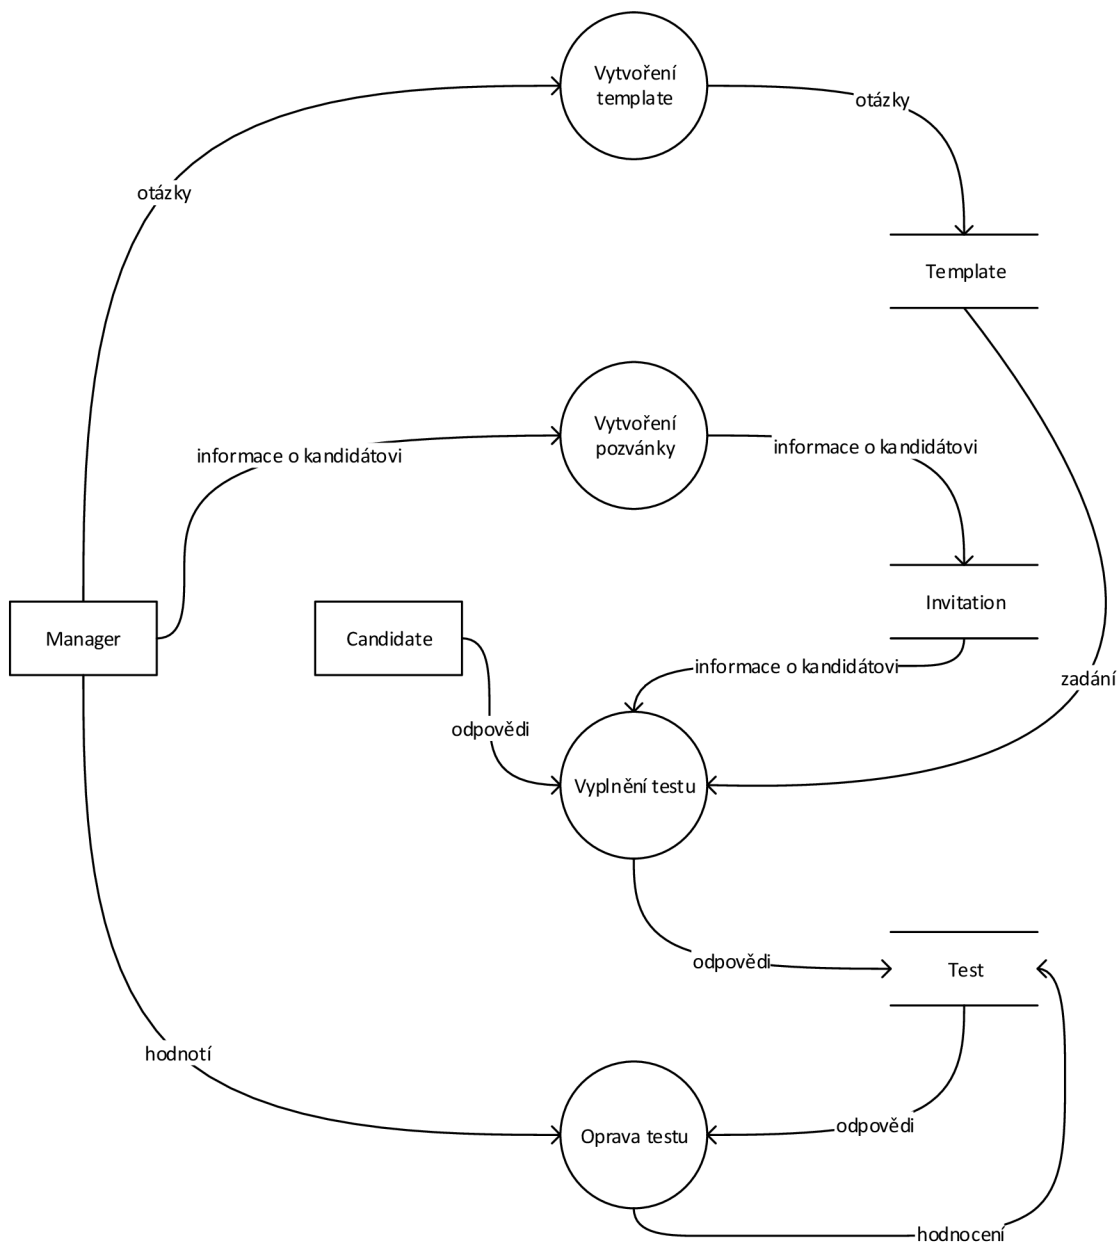 Vytvoření
template
otázky
otázky
Template
Vytvoření
pozvánky
informace o kandidátovi
informace o kandidátovi
Invitation
Manager
Candidate
informace o kandidátovi
zadání
odpovědi
Vyplnění testu
odpovědi
Test
hodnotí
odpovědi
Oprava testu
hodnocení